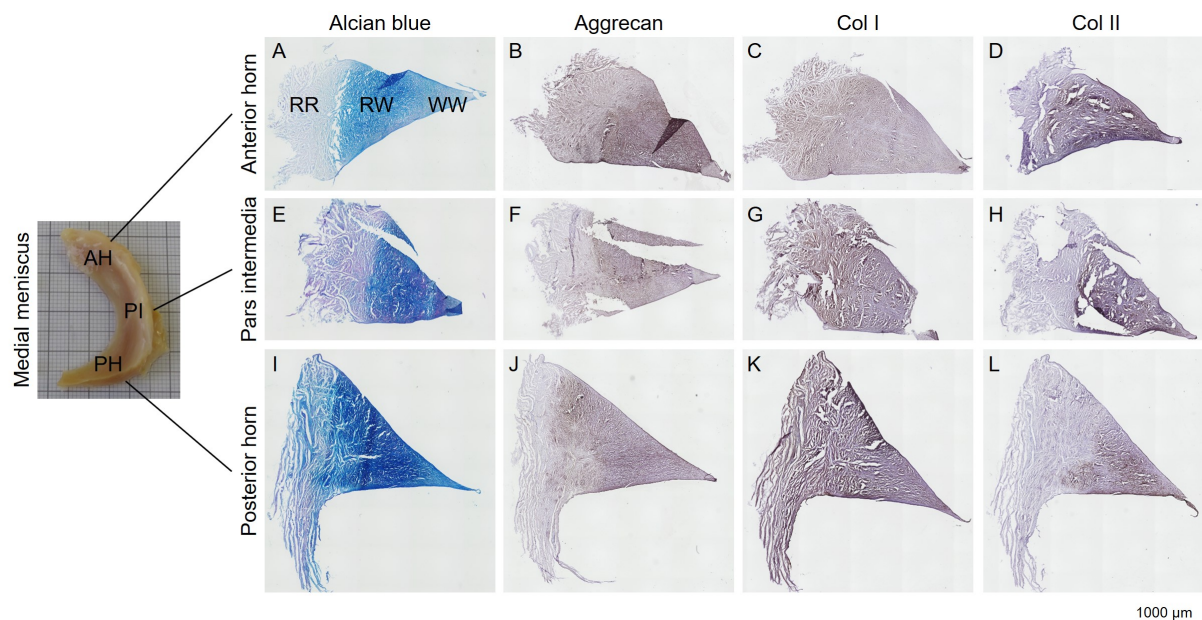 Alcian blue Aggrecan Col I Col II
Anterior horn
A B C D
RR RW WW
Medial meniscus
AH
PI
PH
Pars intermedia
E F G H
Posterior horn
I J K L
1000 µm